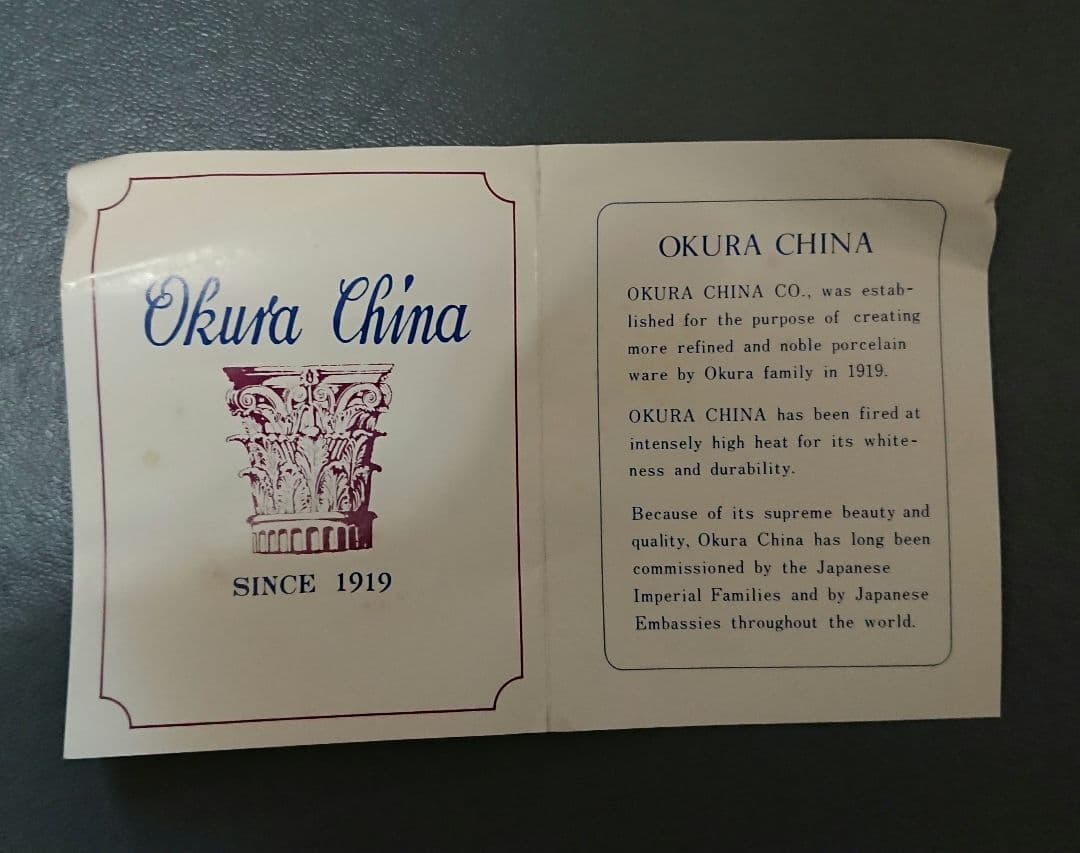 Okura China
SINCE 1919
OKURA CHINA
OKURA CHINA CO., was estab-
lished for the purpose of creating
more refined and noble porcelain
ware by Okura family in 1919.
OKURA CHINA has been fired at
intensely high heat for its white-
ness and durability.
Because of its supreme beauty and
quality, Okura China has long been
commissioned by the Japanese
Imperial Families and by Japanese
Embassies throughout the world.